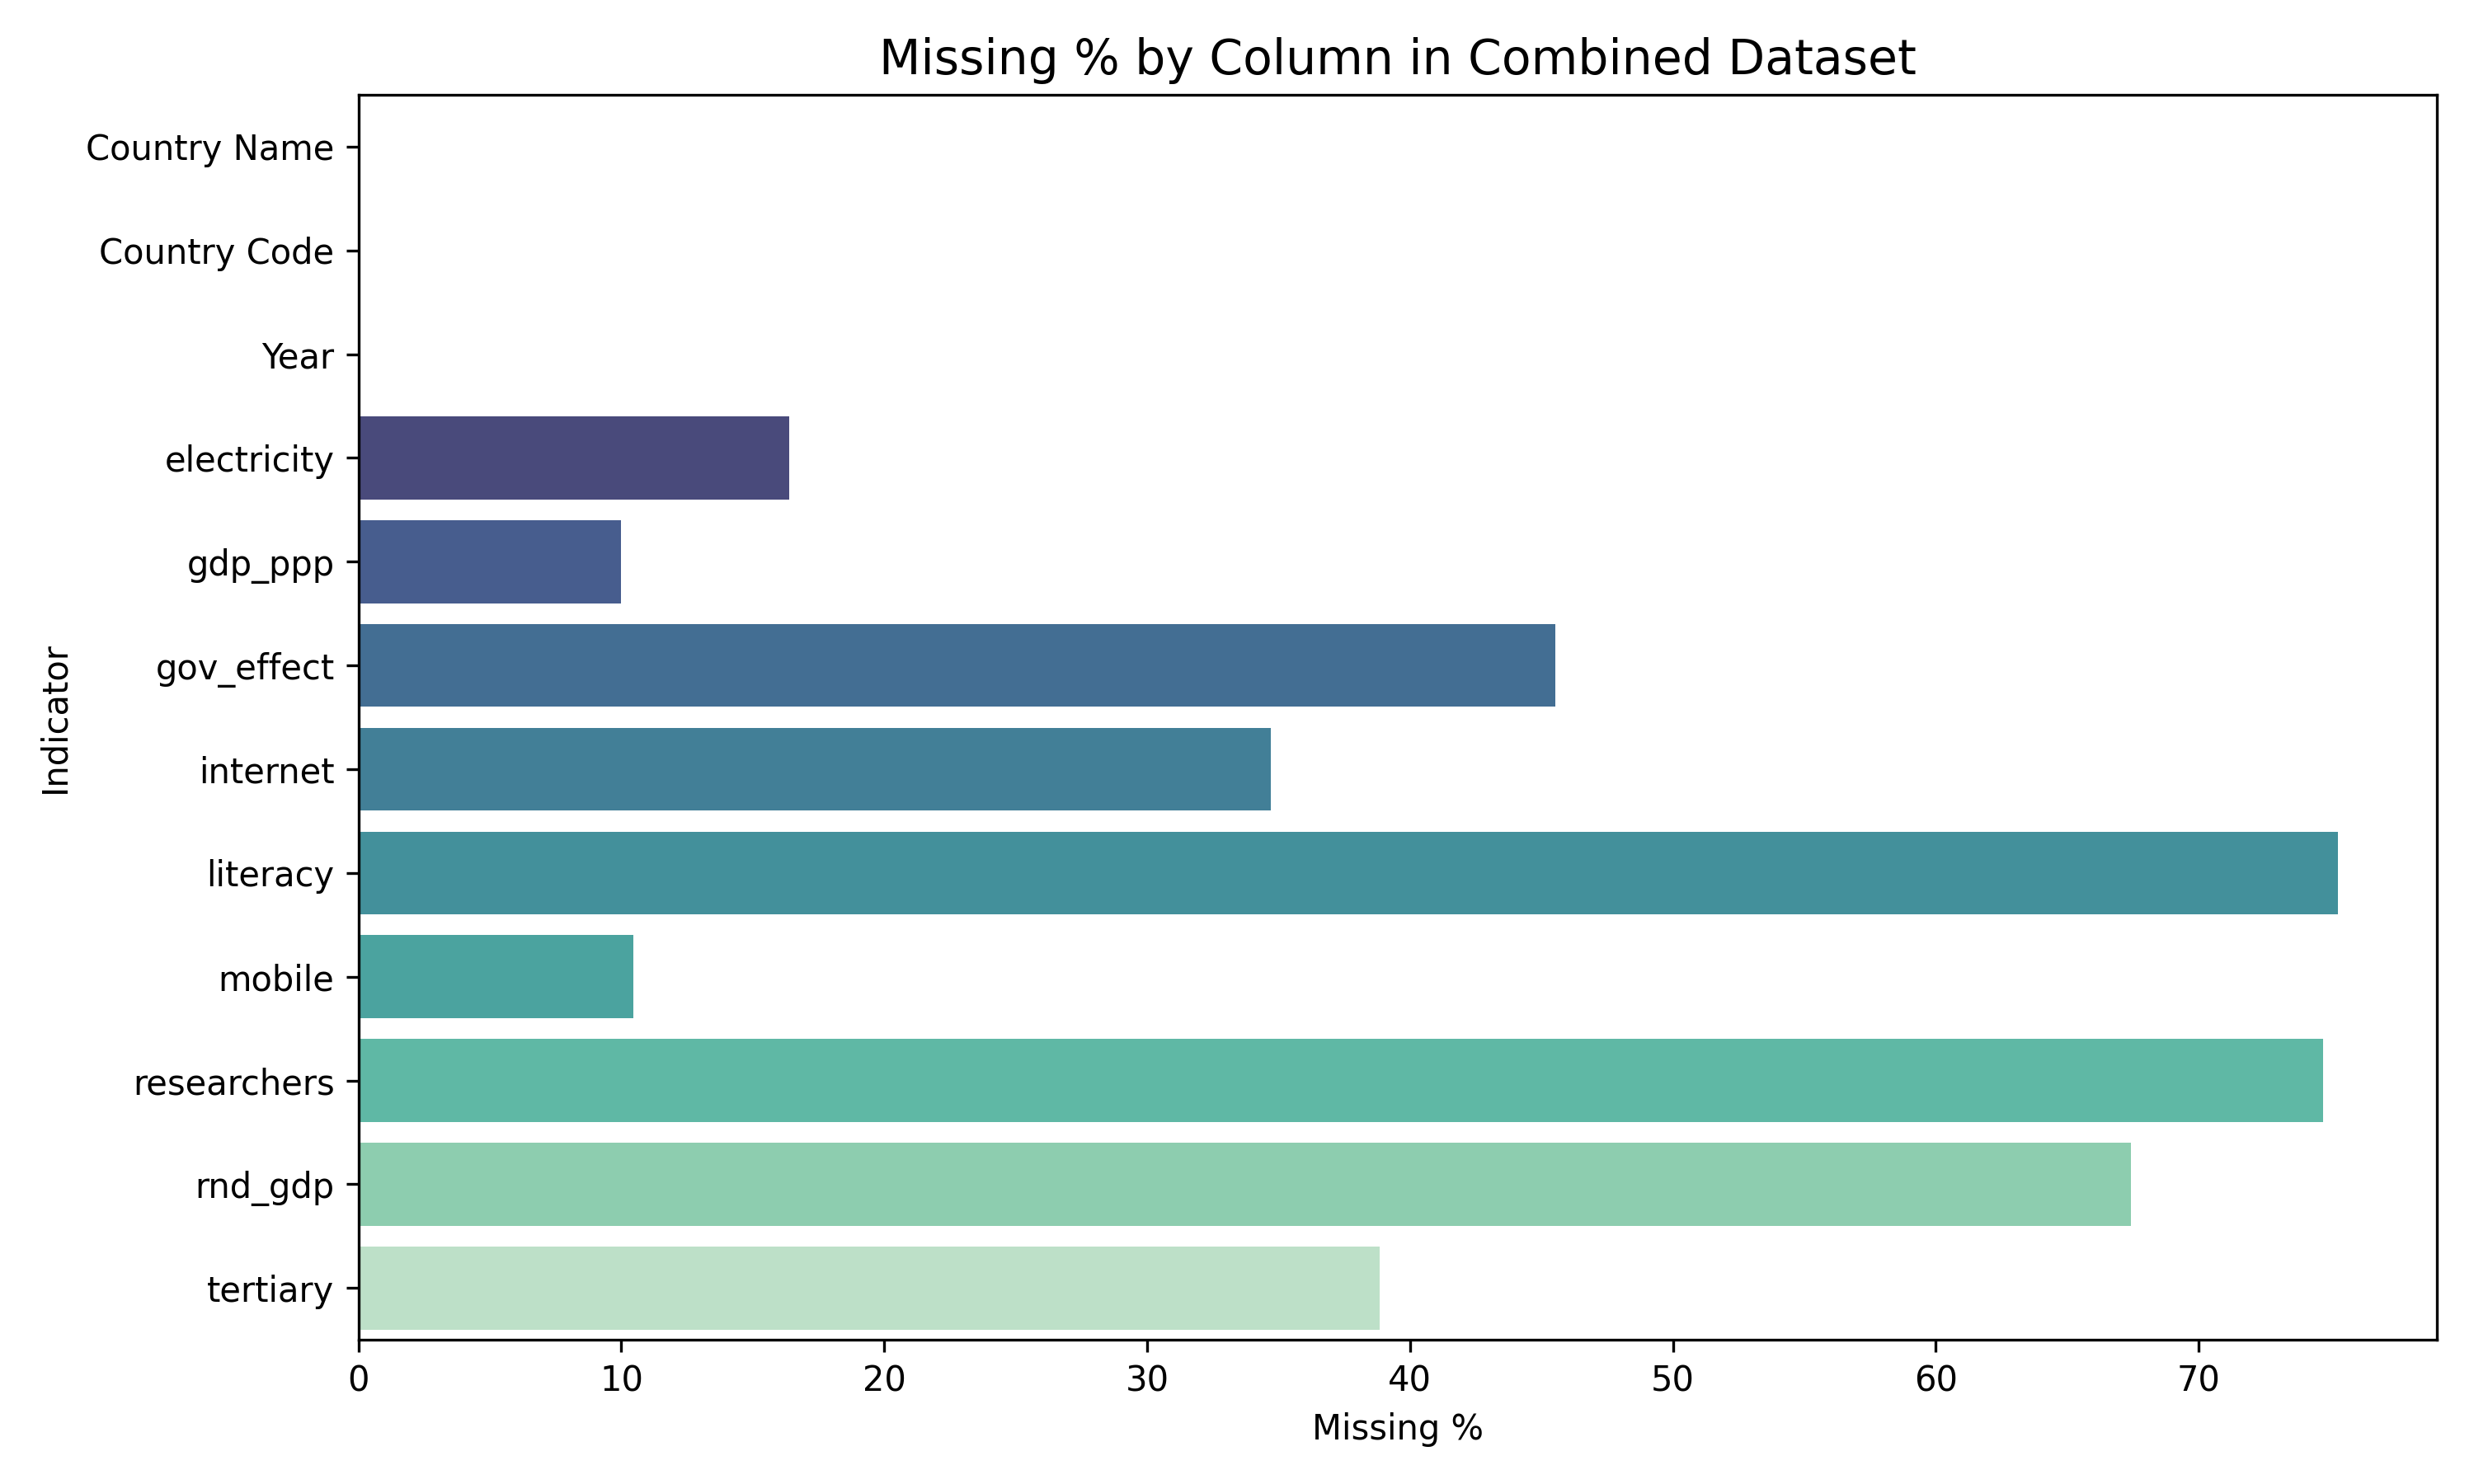 Missing % by Column in Combined Dataset
Country Name
Country Code
Year
electricity
gdp_ppp
gov_effect
internet
literacy
mobile
researchers
rnd_gdp
tertiary
Indicator
0 10 20 30 40 50 60 70
Missing %